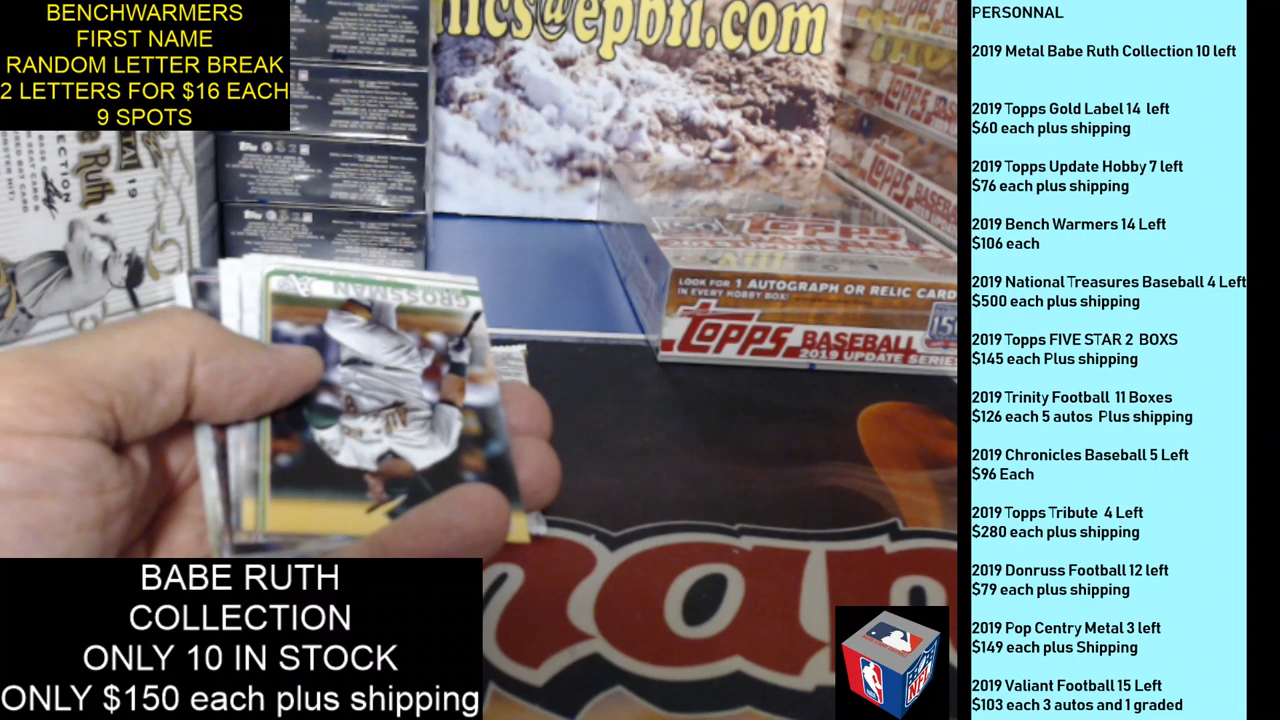 BENCHWARMERS
FIRST NAME
RANDOM LETTER BREAK
2 LETTERS FOR $16 EACH
9 SPOTS
nics@epbti.com
TOPPS
TOPPS
LOOK FOR 1 AUTOGRAPH OR RELIC CARD
IN EVERY HOBBY BOX!
TOPPS BASEBALL
2019 UPDATE SERIES
GROSSMAN
BABE RUTH
COLLECTION
ONLY 10 IN STOCK
ONLY $150 each plus shipping
PERSONNAL
2019 Metal Babe Ruth Collection 10 left
2019 Topps Gold Label 14 left
$60 each plus shipping
2019 Topps Update Hobby 7 left
$76 each plus shipping
2019 Bench Warmers 14 Left
$106 each
2019 National Treasures Baseball 4 Left
$500 each plus shipping
2019 Topps FIVE STAR 2 BOXS
$145 each Plus shipping
2019 Trinity Football 11 Boxes
$126 each 5 autos Plus shipping
2019 Chronicles Baseball 5 Left
$96 Each
2019 Topps Tribute 4 Left
$280 each plus shipping
2019 Donruss Football 12 left
$79 each plus shipping
2019 Pop Centry Metal 3 left
$149 each plus Shipping
2019 Valiant Football 15 Left
$103 each 3 autos and 1 graded